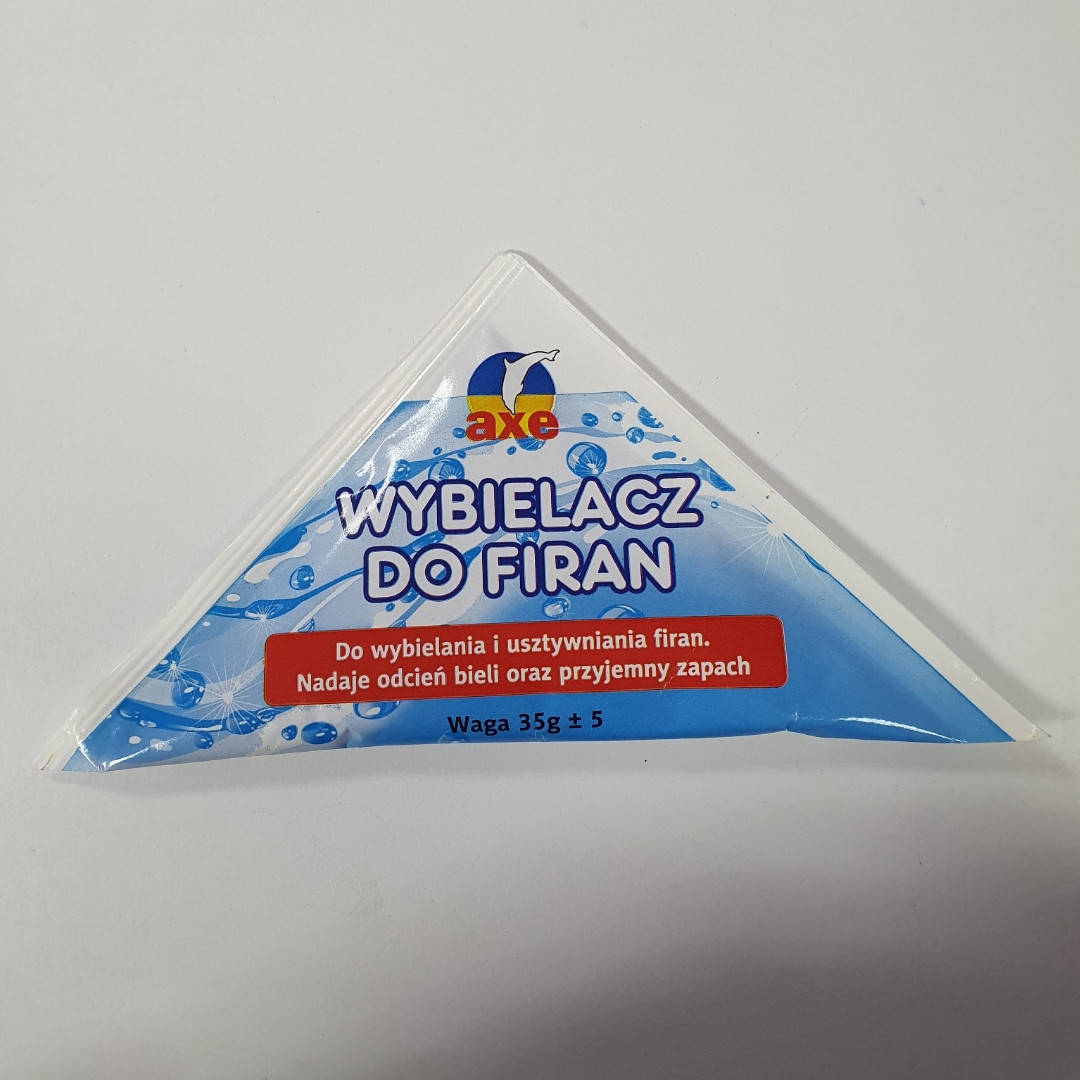 axe
WYBIELACZ
DO FIRAN
Do wybielania i usztywniania firan.
Nadaje odcień bieli oraz przyjemny zapach
Waga 35g ± 5